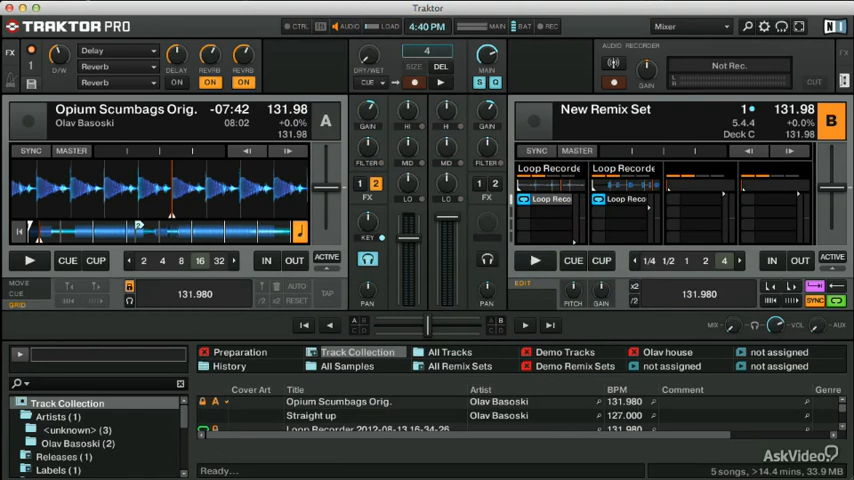 Traktor
TRAKTOR PRO
CTRL AUDIO LOAD 4:40 PM MAIN BAT REC
Mixer
FX
D/W
Delay
Reverb
Reverb
DELAY REVRB REVRB
ON ON
DRY/WET
4
SIZE DEL
CUE
MAIN
S Q
AUDIO RECORDER
GAIN
Not Rec.
L
R
CUT
Opium Scumbags Orig. -07:42 131.98
Olav Basoski 08:02 +0.0%
131.98
A
SYNC MASTER
2
CUE CUP 2 4 8 16 32 IN OUT ACTIVE
MOVE
CUE
GRID
131.980
x2
/2
AUTO
RESET
TAP
GAIN GAIN
HI HI
FILTER MID MID FILTER
1 2 LO LO 1 2
FX FX
KEY
PAN PAN
New Remix Set 1 131.98
5.4.4 +0.0%
Deck C 131.98
B
SYNC MASTER
Loop Recorde Loop Recorde
Loop Reco Loop Reco
CUE CUP 1/4 1/2 1 2 4 IN OUT ACTIVE
EDIT
PITCH GAIN
x2
/2
131.980
SYNC
A B
C D
A B
C D
MIX VOL AUX
Preparation Track Collection All Tracks Demo Tracks Olav house not assigned
History All Samples All Remix Sets Demo Remix Sets not assigned not assigned
Cover Art Title Artist BPM Comment Genre
A Opium Scumbags Orig. Olav Basoski 131.980
Straight up Olav Basoski 127.000
Loop Recorder 2012-08-13 16-34-26 131.980
Track Collection
Artists (1)
<unknown> (3)
Olav Basoski (2)
Releases (1)
Labels (1)
Ready...
AskVideo
5 songs, >14.4 mins, 33.9 MB